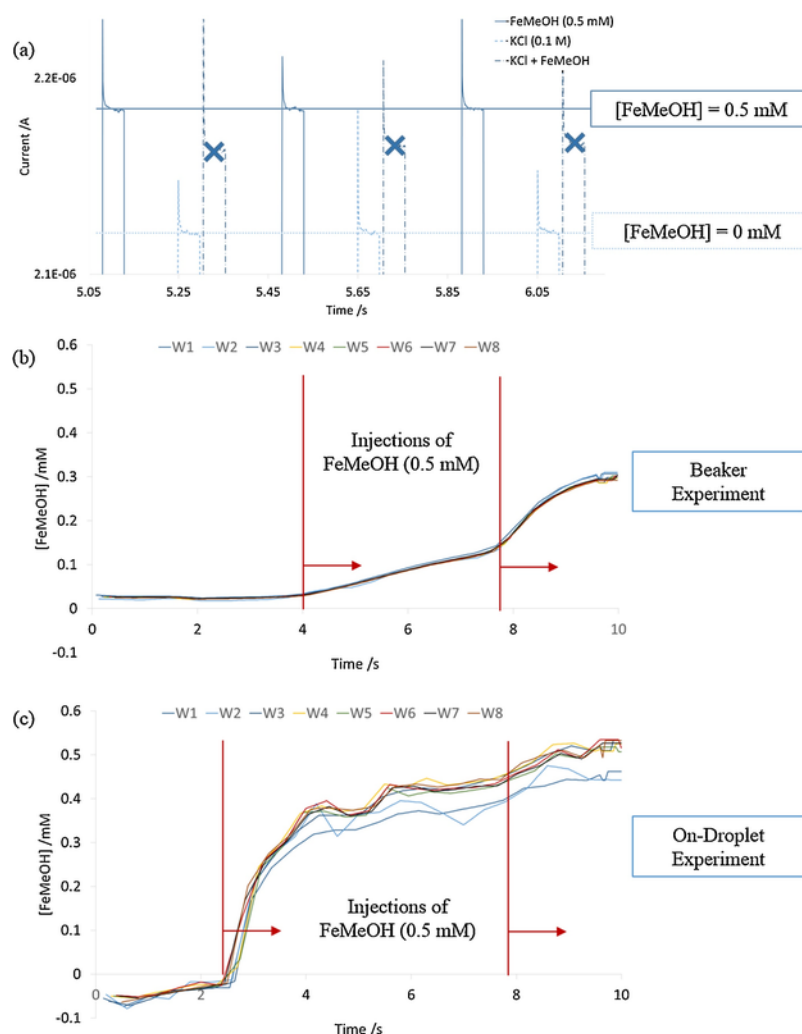 (a)
FeMeOH (0.5 mM)
KCl (0.1 M)
KCl + FeMeOH
2.2E-06
[FeMeOH] = 0.5 mM
Current /A
[FeMeOH] = 0 mM
2.1E-06
5.05 5.25 5.45 5.65 5.85 6.05
Time /s
(b)
0.6 W1 W2 W3 W4 W5 W6 W7 W8
0.5
Injections of
0.4
FeMeOH (0.5 mM)
[FeMeOH] /mM
0.3
Beaker
Experiment
0.2
0.1
0
0 2 4 6 8 10
-0.1
Time /s
(c)
0.6 W1 W2 W3 W4 W5 W6 W7 W8
0.5
0.4
[FeMeOH] /mM
0.3
On-Droplet
Experiment
0.2
Injections of
FeMeOH (0.5 mM)
0.1
0
0 2 4 6 8 10
-0.1
Time /s